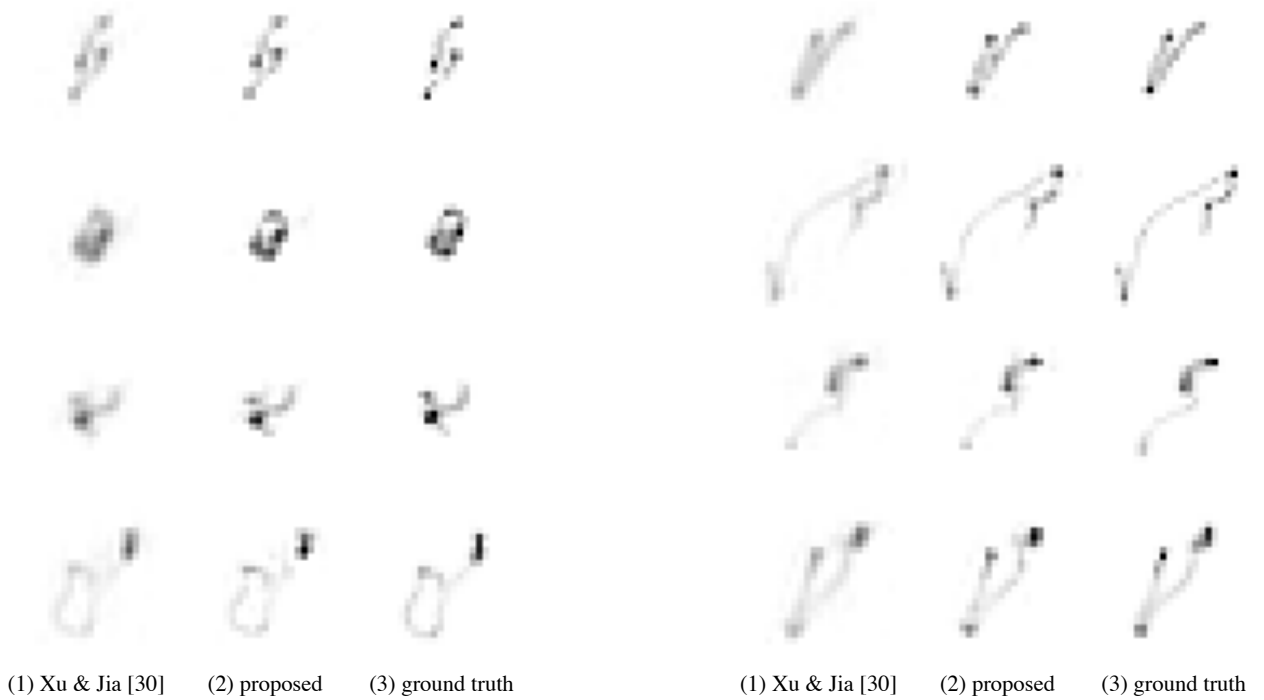 (1) Xu & Jia [30] (2) proposed (3) ground truth (1) Xu & Jia [30] (2) proposed (3) ground truth